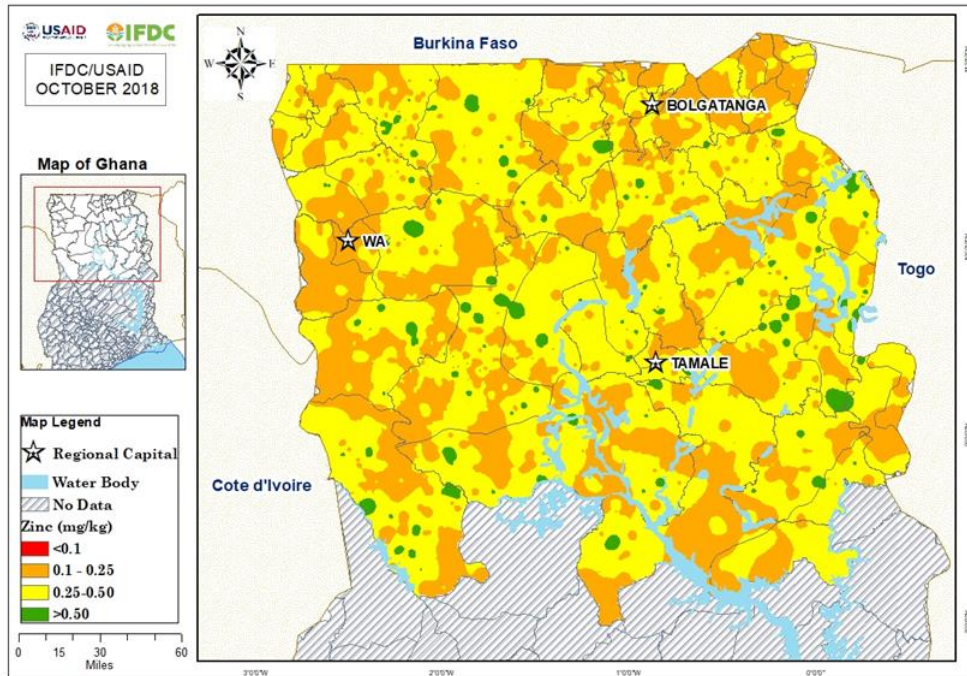 USAID
IFDC
IFDC/USAID
OCTOBER 2018
Map of Ghana
Map Legend
Regional Capital
Water Body
No Data
Zinc (mg/kg)
<0.1
0.1 - 0.25
0.25-0.50
>0.50
0 15 30 60
Miles
N
W E
S
Burkina Faso
BOLGATANGA
WA
Togo
TAMALE
Cote d'Ivoire
3°0'0"W 2°0'0"W 1°0'0"W 0°0'0"